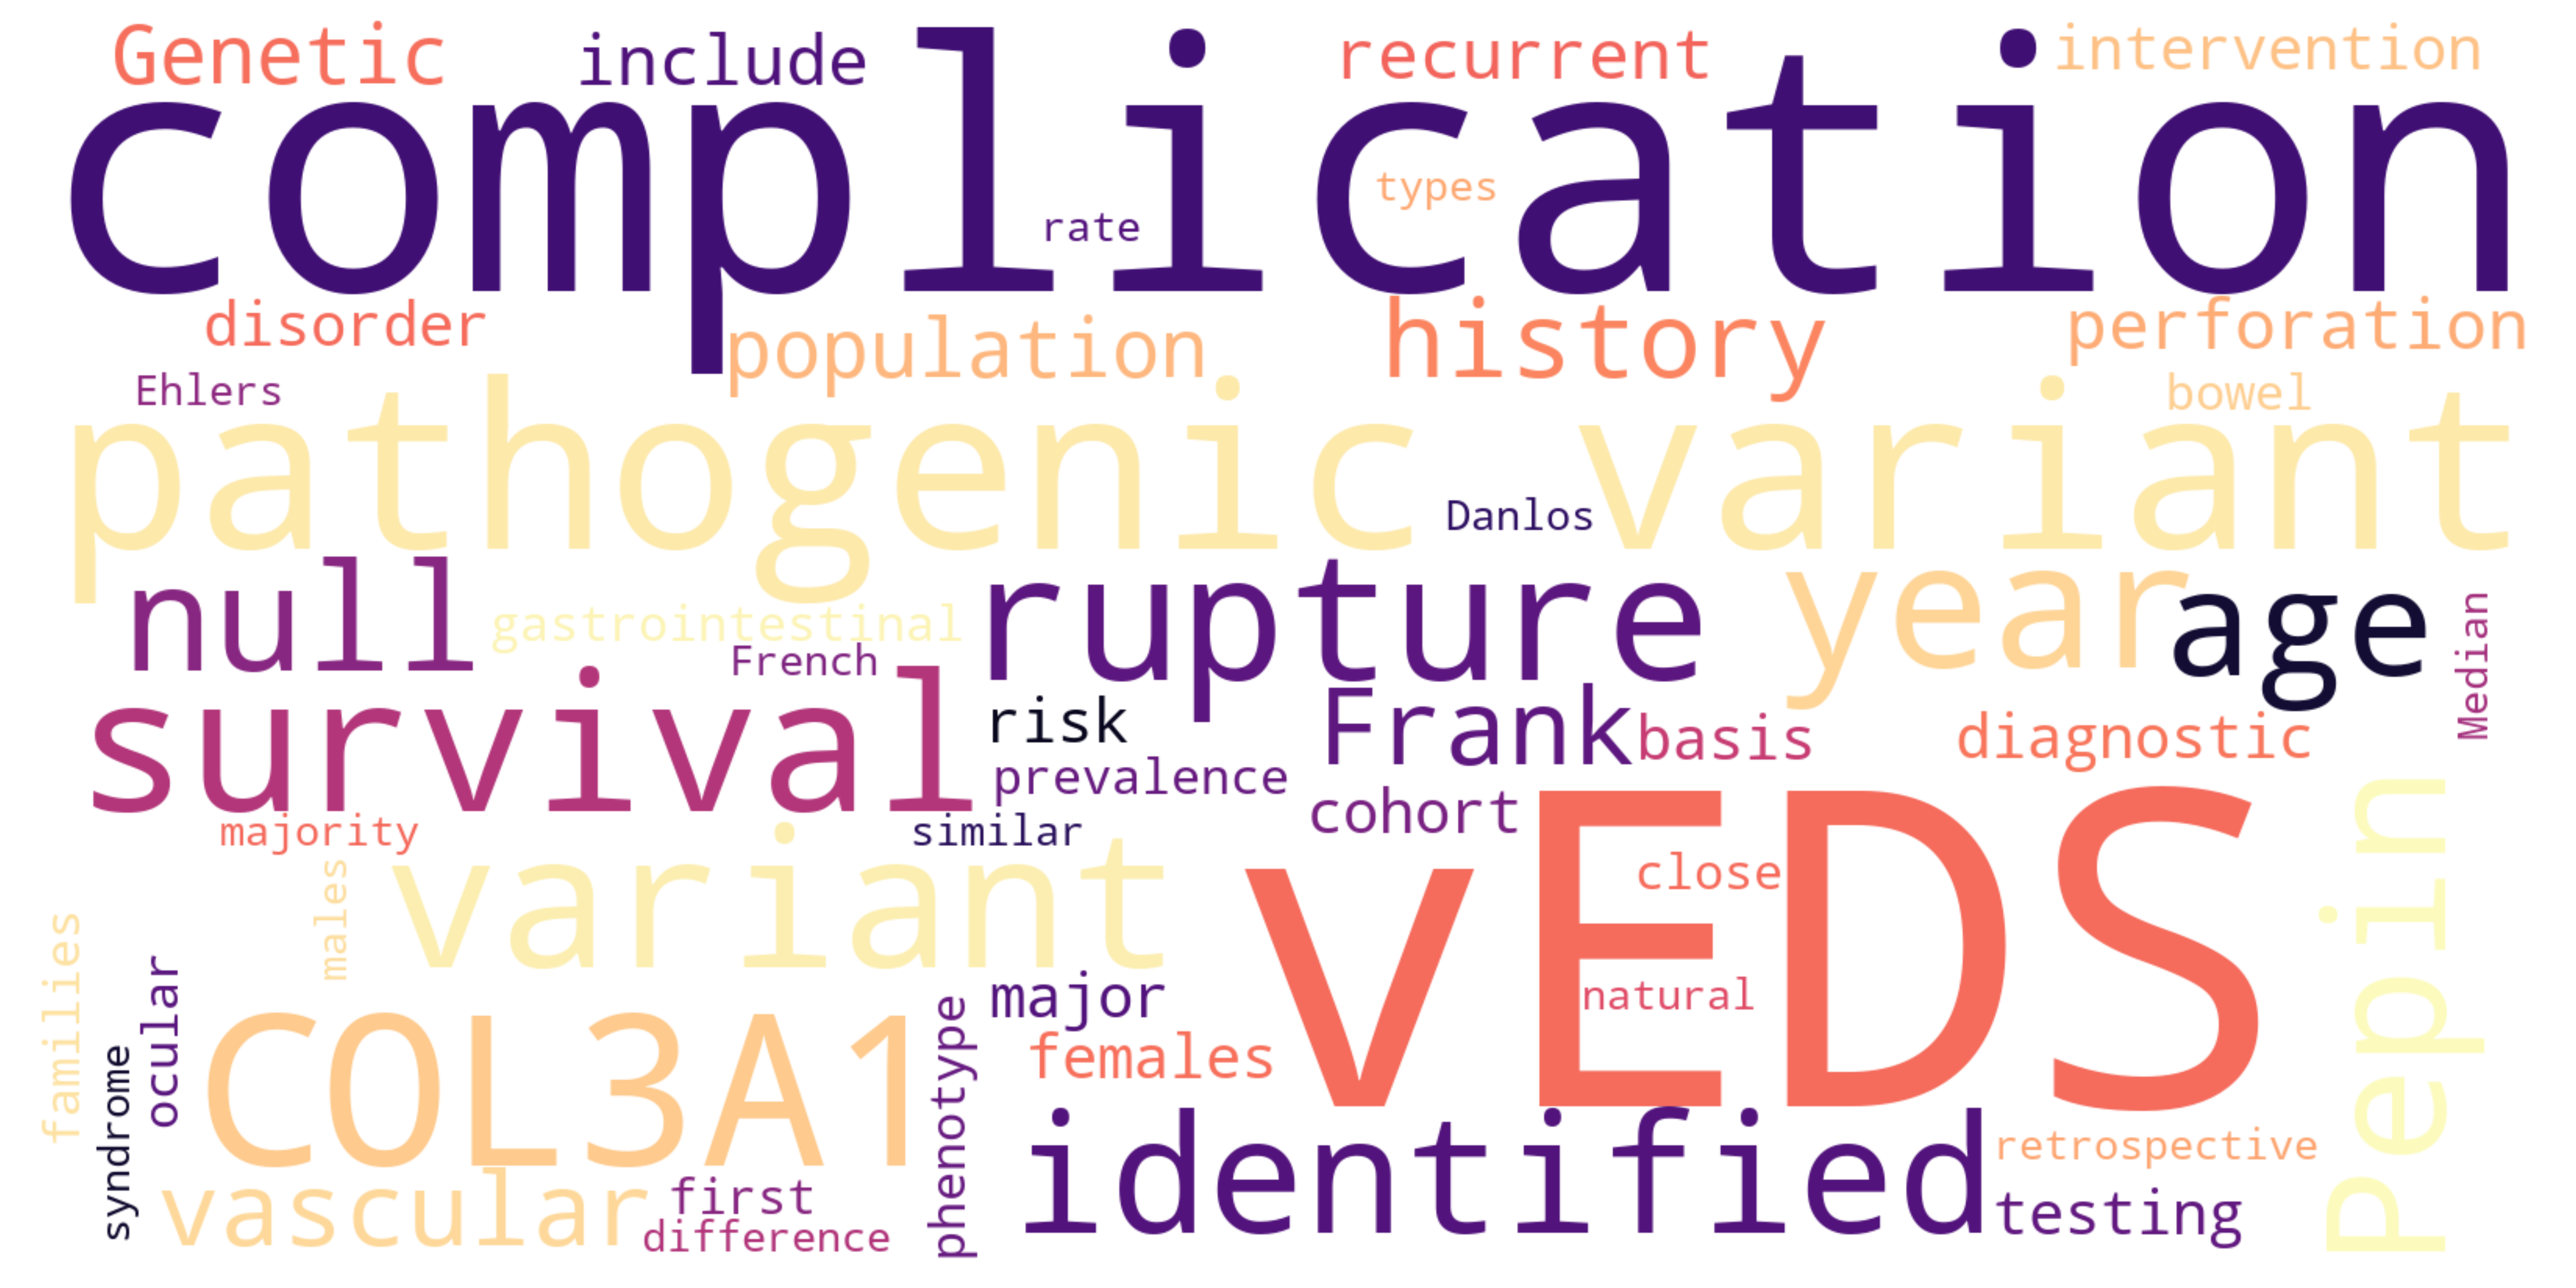 Genetic
include
recurrent
intervention
complication
types
rate
disorder
population
history
perforation
Ehlers
bowel
pathogenic variant
Danlos
null
gastrointestinal
rupture
year
age
Median
French
survival
risk
Frank
basis
diagnostic
prevalence
cohort
majority
similar
variant
males
vEDS
close
natural
Pepin
families
ocular
syndrome
COL3A1
phenotype
major
females
identified
retrospective
testing
vascular
first
difference